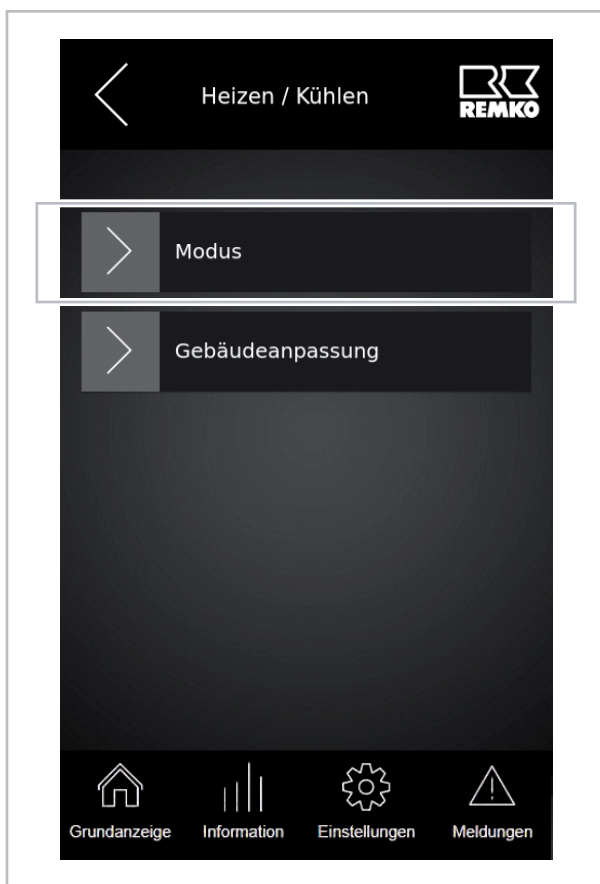 Heizen / Kühlen
REMKO
Modus
Gebäudeanpassung
Grundanzeige Information Einstellungen Meldungen